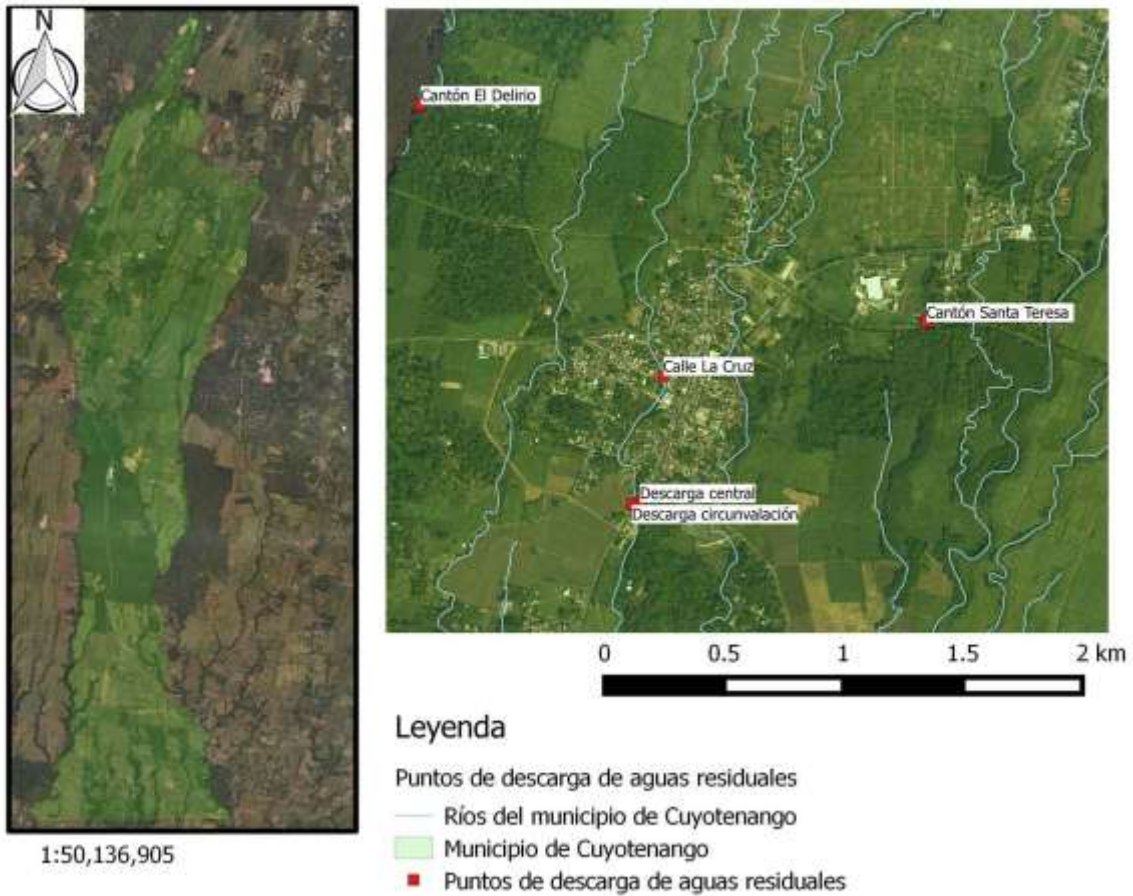 N
Cantón El Delirio
Cantón Santa Teresa
Calle La Cruz
Descarga central
Descarga circunvalación
0 0.5 1 1.5 2 km
Leyenda
Puntos de descarga de aguas residuales
Ríos del municipio de Cuyotenango
Municipio de Cuyotenango
Puntos de descarga de aguas residuales
1:50,136,905